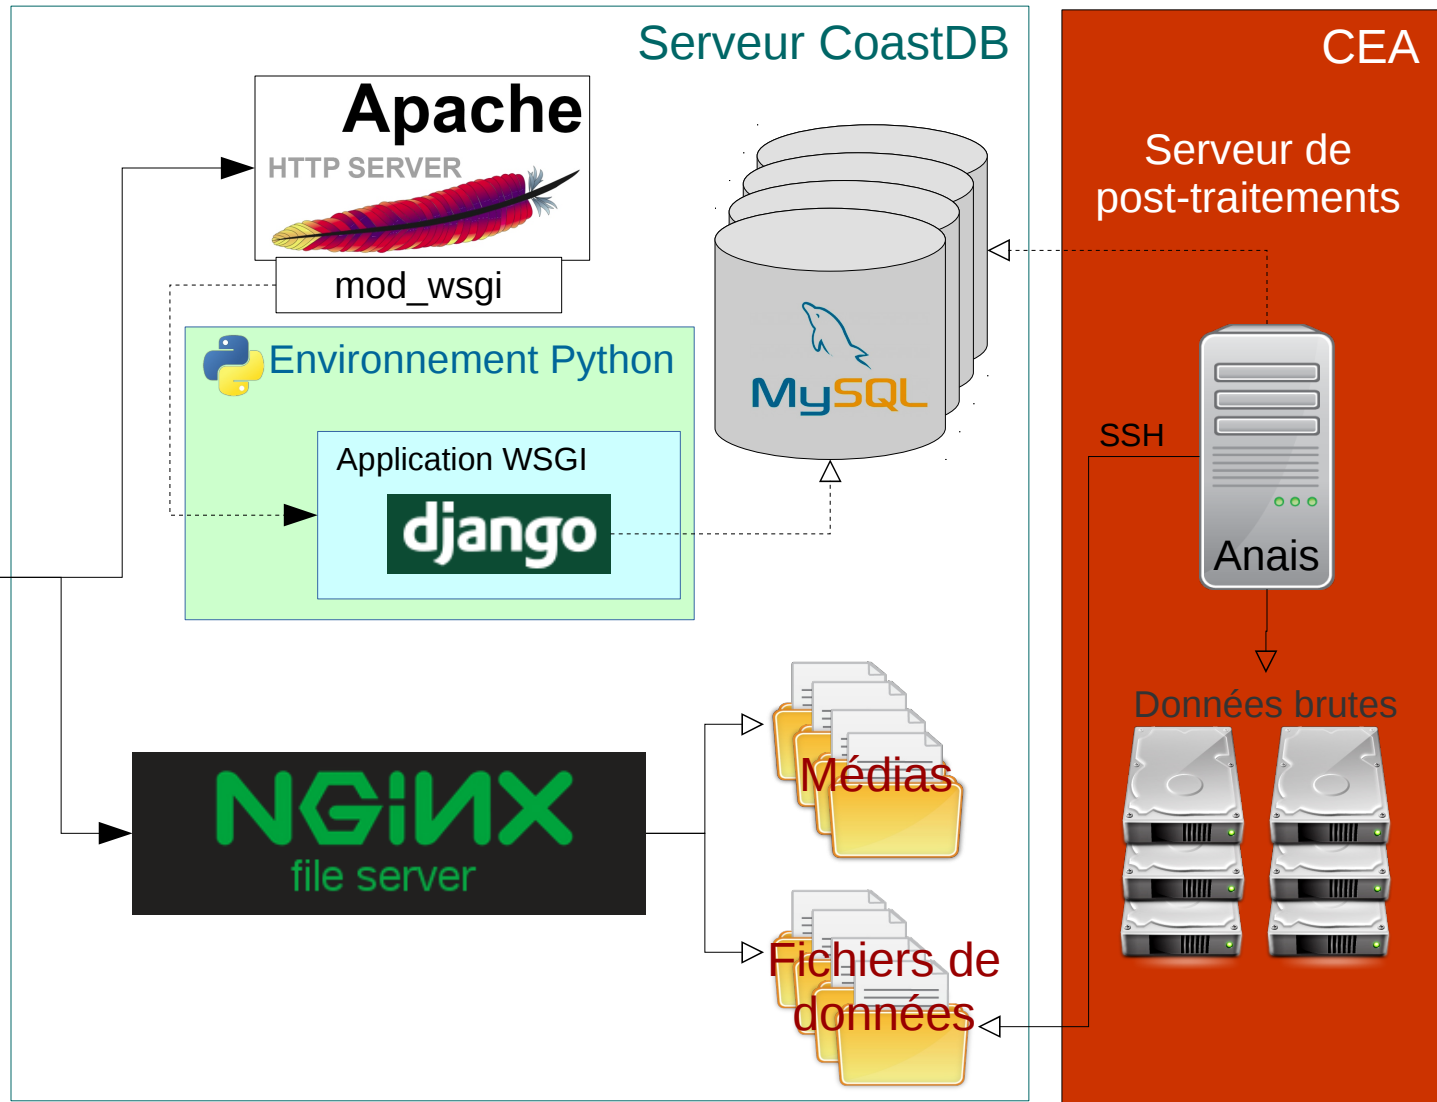 Serveur CoastDB
Apache
HTTP SERVER
mod_wsgi
Environnement Python
Application WSGI
django
MySQL
NGiNX
file server
Médias
Fichiers de
données
CEA
Serveur de
post-traitements
SSH
Anais
Données brutes